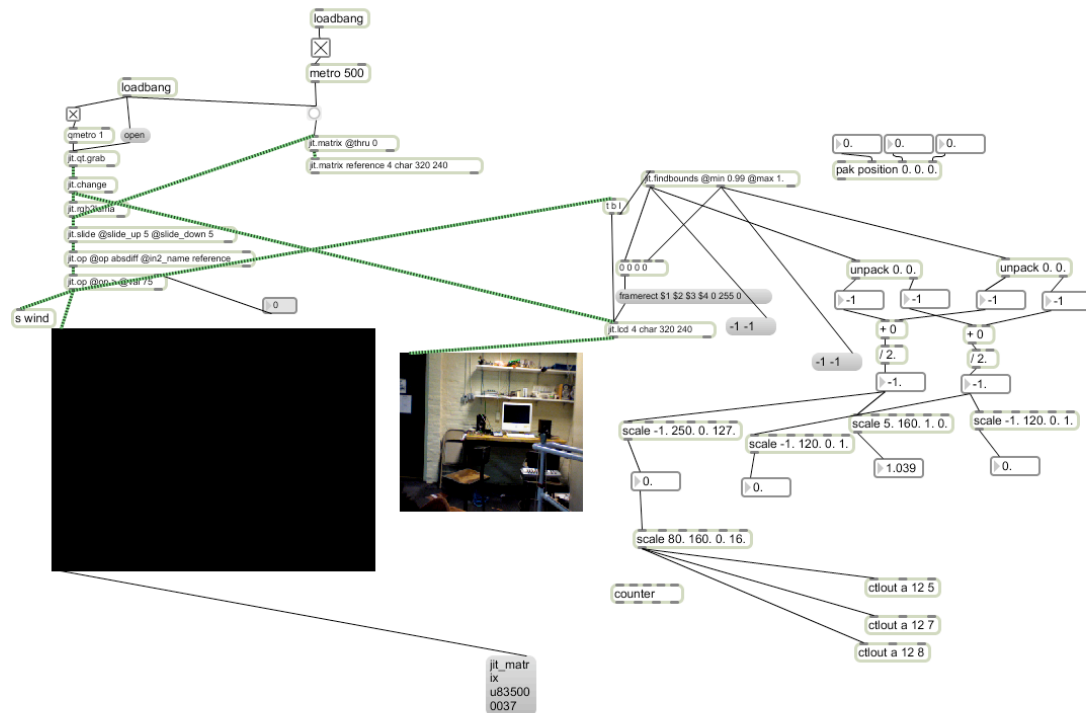 loadbang
metro 500
loadbang
qmetro 1
open
jit.qt.grab
jit.matrix @thru 0
jit.matrix reference 4 char 320 240
jit.change
jit.slide @slide_up 5 @slide_down 5
jit.op @op absdiff @in2_name reference
0
s wind
0. 0. 0.
pak position 0. 0. 0.
jit.findbounds @min 0.99 @max 1.
t b l
0 0 0 0
framerect $1 $2 $3 $4 0 255 0
jit.lcd 4 char 320 240
-1 -1
-1 -1
unpack 0. 0.
unpack 0. 0.
-1
-1
-1
-1
+ 0
+ 0
/ 2.
/ 2.
-1.
-1.
scale -1. 250. 0. 127.
scale -1. 120. 0. 1.
scale 5. 160. 1. 0.
scale -1. 120. 0. 1.
0.
0.
1.039
0.
scale 80. 160. 0. 16.
counter
ctlout a 12 5
ctlout a 12 7
ctlout a 12 8
jit_matr
ix
u83500
0037